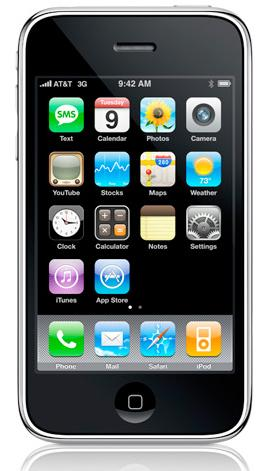 AT&T 3G 9:42 AM
SMS Tuesday 9 280 73°
Text Calendar Photos Camera
YouTube Stocks Maps Weather
Clock Calculator Notes Settings
iTunes App Store
Phone Mail Safari iPod